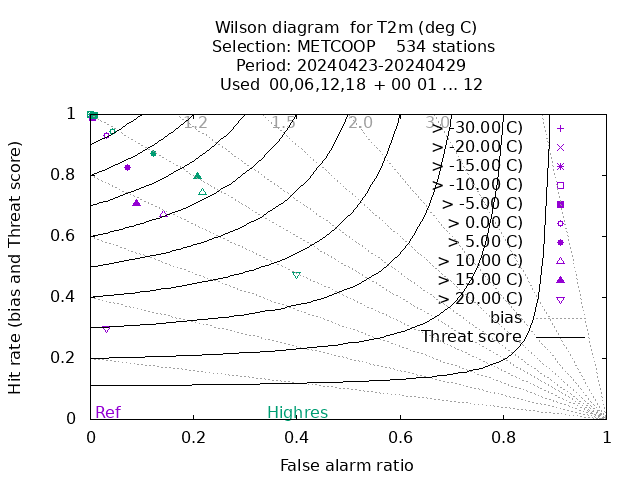 Wilson diagram  for T2m (deg C)
Selection: METCOOP    534 stations
Period: 20240423-20240429
Used  00,06,12,18 + 00 01 ... 12
1.2 1.5 2.0 3.0
> -30.00 C)
> -20.00 C)
> -15.00 C)
> -10.00 C)
> -5.00 C)
> 0.00 C)
> 5.00 C)
> 10.00 C)
> 15.00 C)
> 20.00 C)
bias
Threat score
Hit rate (bias and Threat score)
1
0.8
0.6
0.4
0.2
0
Ref Highres
0 0.2 0.4 0.6 0.8 1
False alarm ratio